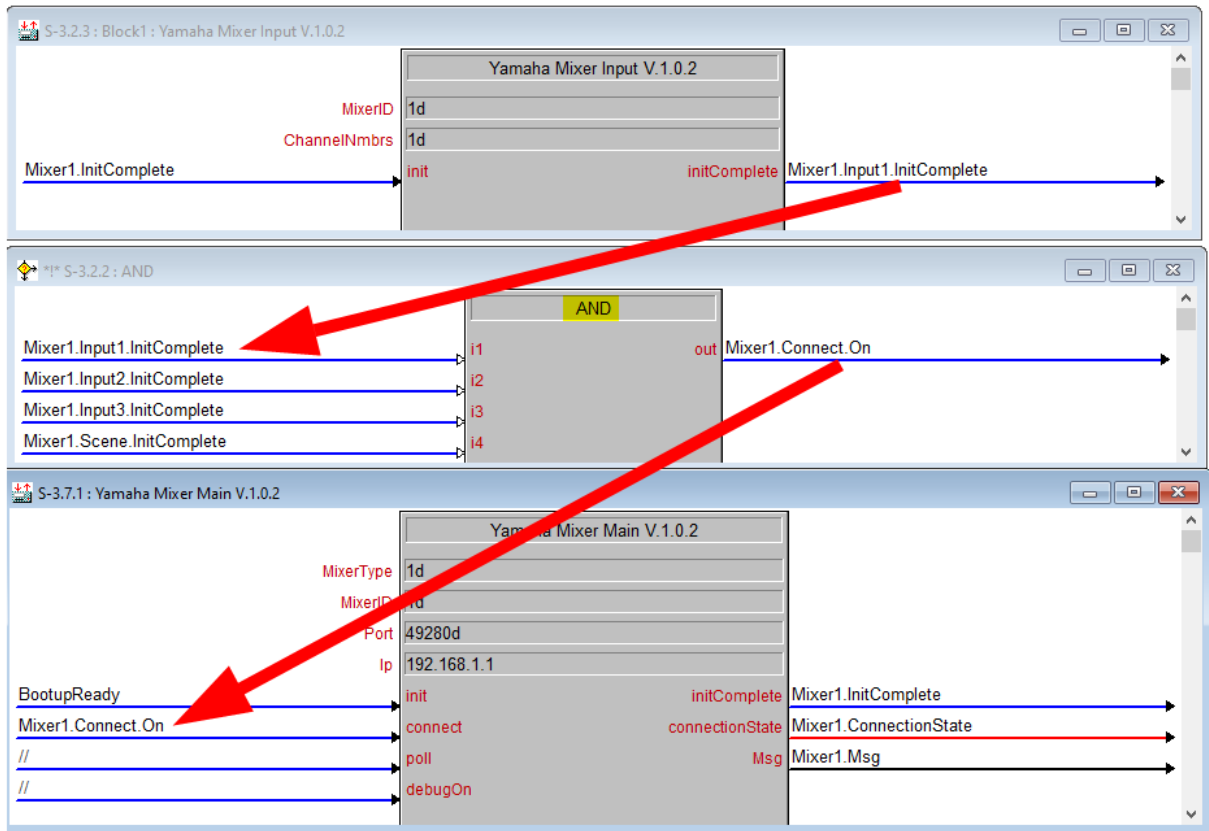 S-3.2.3 : Block1 : Yamaha Mixer Input V.1.0.2
Yamaha Mixer Input V.1.0.2
MixerID 1d
ChannelNmbrs 1d
Mixer1.InitComplete init initComplete Mixer1.Input1.InitComplete
*!* S-3.2.2 : AND
AND
Mixer1.Input1.InitComplete i1 out Mixer1.Connect.On
Mixer1.Input2.InitComplete i2
Mixer1.Input3.InitComplete i3
Mixer1.Scene.InitComplete i4
S-3.7.1 : Yamaha Mixer Main V.1.0.2
Yamaha Mixer Main V.1.0.2
MixerType 1d
MixerID 1d
Port 49280d
Ip 192.168.1.1
BootupReady init initComplete Mixer1.InitComplete
Mixer1.Connect.On connect connectionState Mixer1.ConnectionState
// poll Msg Mixer1.Msg
// debugOn